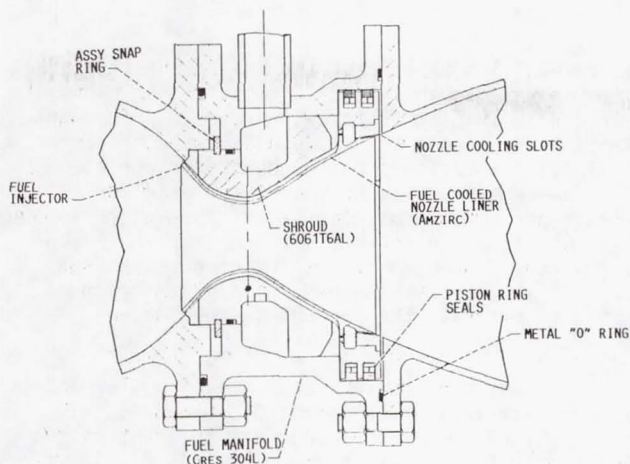 ASSY SNAP
RING
NOZZLE COOLING SLOTS
FUEL
INJECTOR
FUEL COOLED
NOZZLE LINER
(AMZIRC)
SHROUD
(6061T6AL)
PISTON RING
SEALS
METAL "O" RING
FUEL MANIFOLD
(CRES 304L)